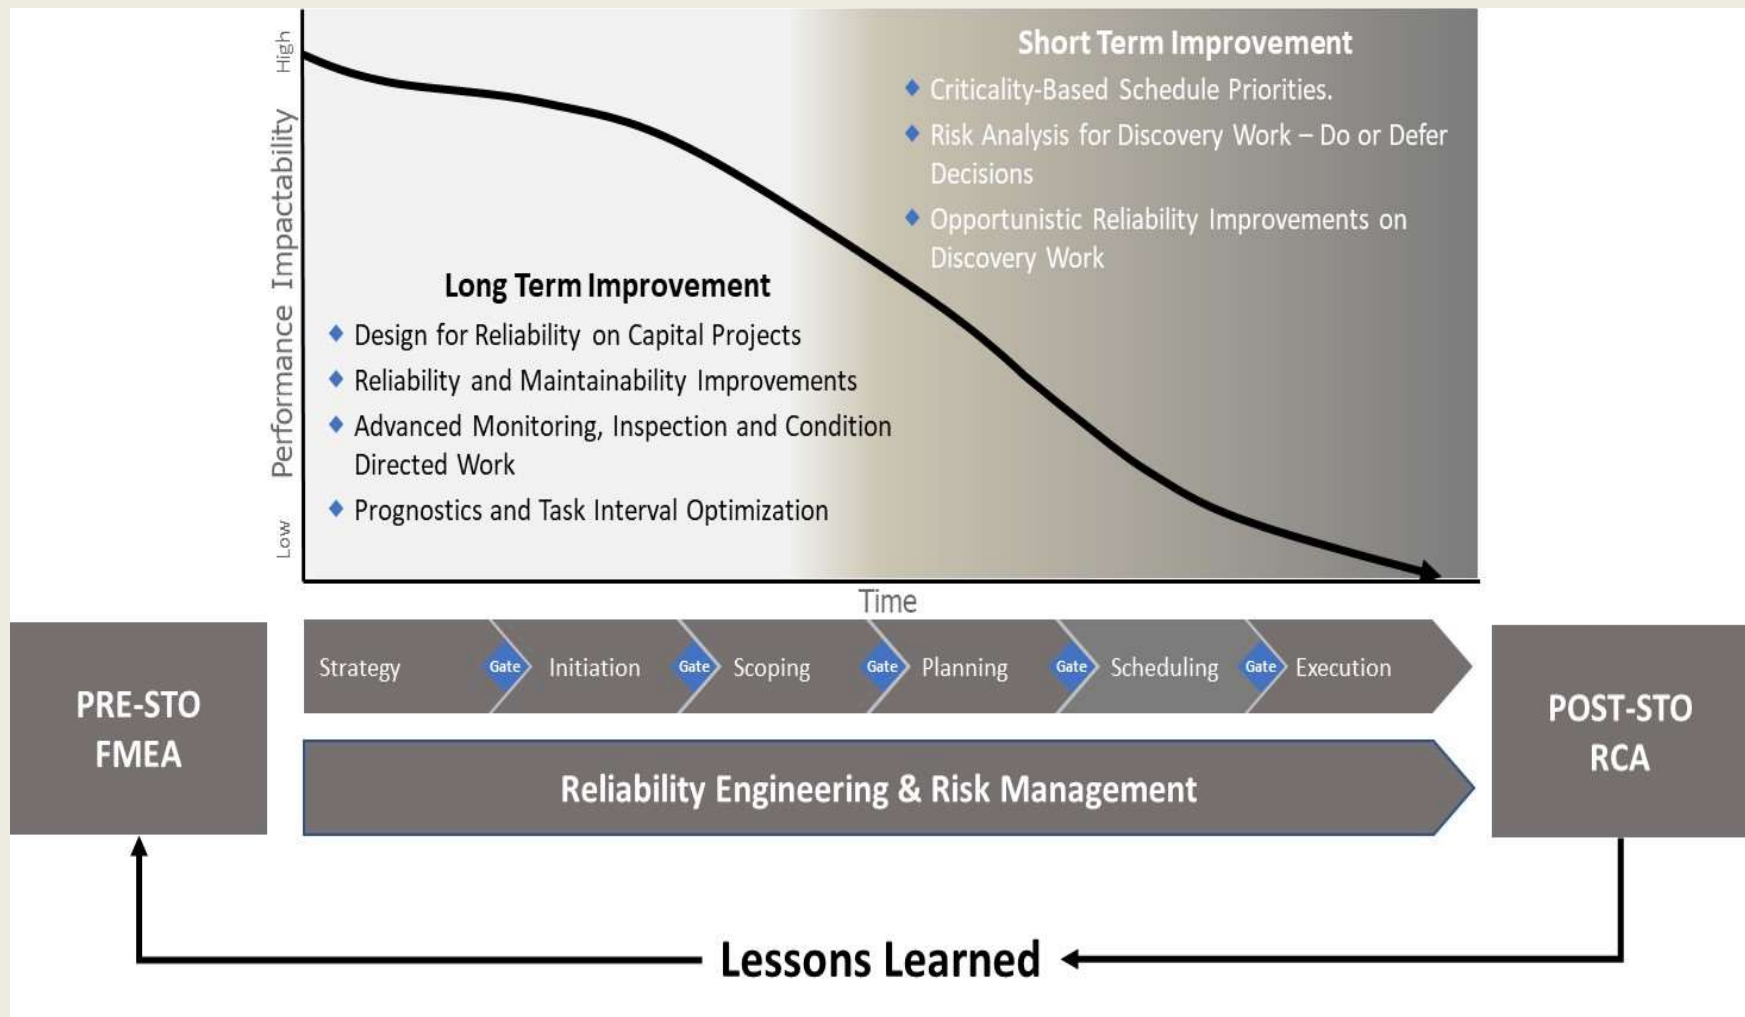 High
Performance Impactability
Low
Short Term Improvement
Criticality-Based Schedule Priorities.
Risk Analysis for Discovery Work – Do or Defer
Decisions
Opportunistic Reliability Improvements on
Discovery Work
Long Term Improvement
Design for Reliability on Capital Projects
Reliability and Maintainability Improvements
Advanced Monitoring, Inspection and Condition
Directed Work
Prognostics and Task Interval Optimization
Time
Strategy Gate Initiation Gate Scoping Gate Planning Gate Scheduling Gate Execution
PRE-STO
FMEA
Reliability Engineering & Risk Management
POST-STO
RCA
Lessons Learned